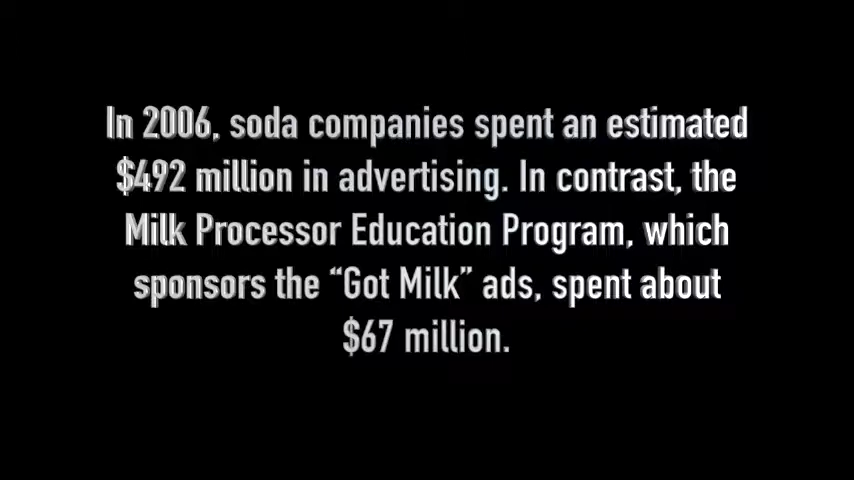 In 2006, soda companies spent an estimated
$492 million in advertising. In contrast, the
Milk Processor Education Program, which
sponsors the “Got Milk” ads, spent about
$67 million.